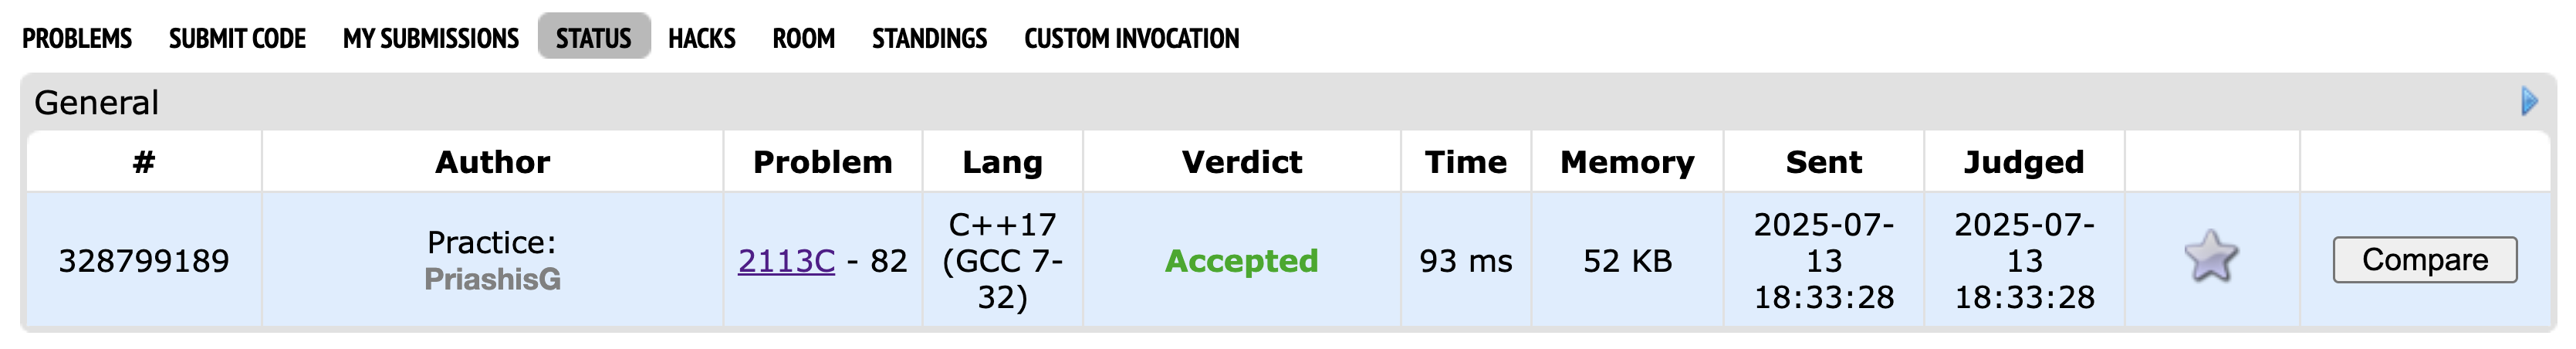 PROBLEMS SUBMIT CODE MY SUBMISSIONS STATUS HACKS ROOM STANDINGS CUSTOM INVOCATION
General
# Author Problem Lang Verdict Time Memory Sent Judged
328799189 Practice: PriashisG 2113C - 82 C++17 (GCC 7-32) Accepted 93 ms 52 KB 2025-07-13 18:33:28 2025-07-13 18:33:28 Compare